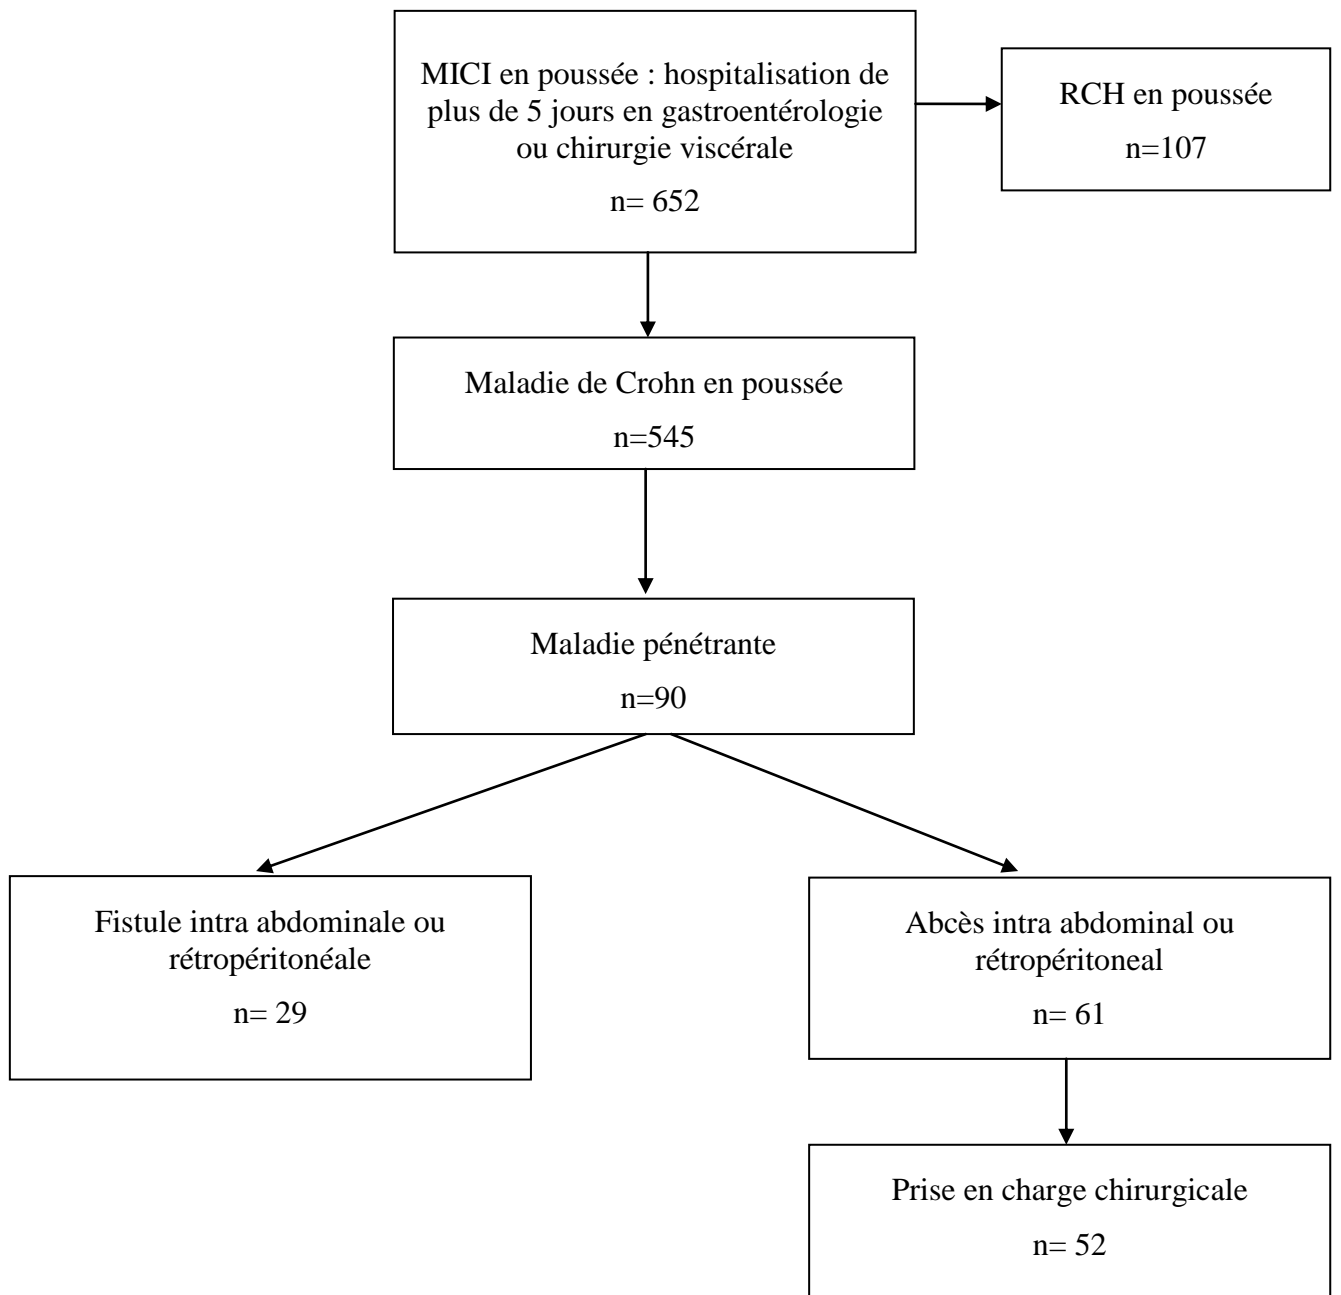 MICI en poussée : hospitalisation de
plus de 5 jours en gastroentérologie
ou chirurgie viscérale
n= 652
RCH en poussée
n=107
Maladie de Crohn en poussée
n=545
Maladie pénétrante
n=90
Fistule intra abdominale ou
rétropéritonéale
n= 29
Abcès intra abdominal ou
rétropéritoneal
n= 61
Prise en charge chirurgicale
n= 52